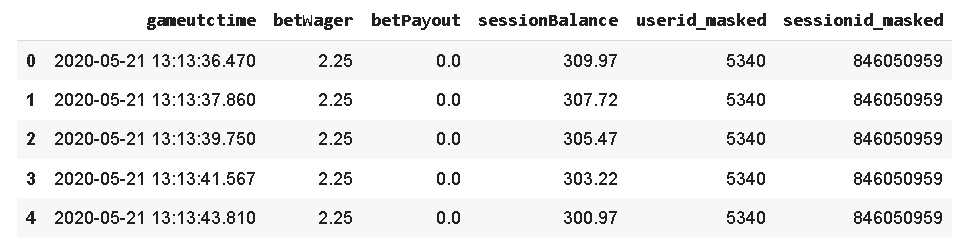 gameutctime betWager betPayout sessionBalance userid_masked sessionid_masked
0 2020-05-21 13:13:36.470 2.25 0.0 309.97 5340 846050959
1 2020-05-21 13:13:37.860 2.25 0.0 307.72 5340 846050959
2 2020-05-21 13:13:39.750 2.25 0.0 305.47 5340 846050959
3 2020-05-21 13:13:41.567 2.25 0.0 303.22 5340 846050959
4 2020-05-21 13:13:43.810 2.25 0.0 300.97 5340 846050959